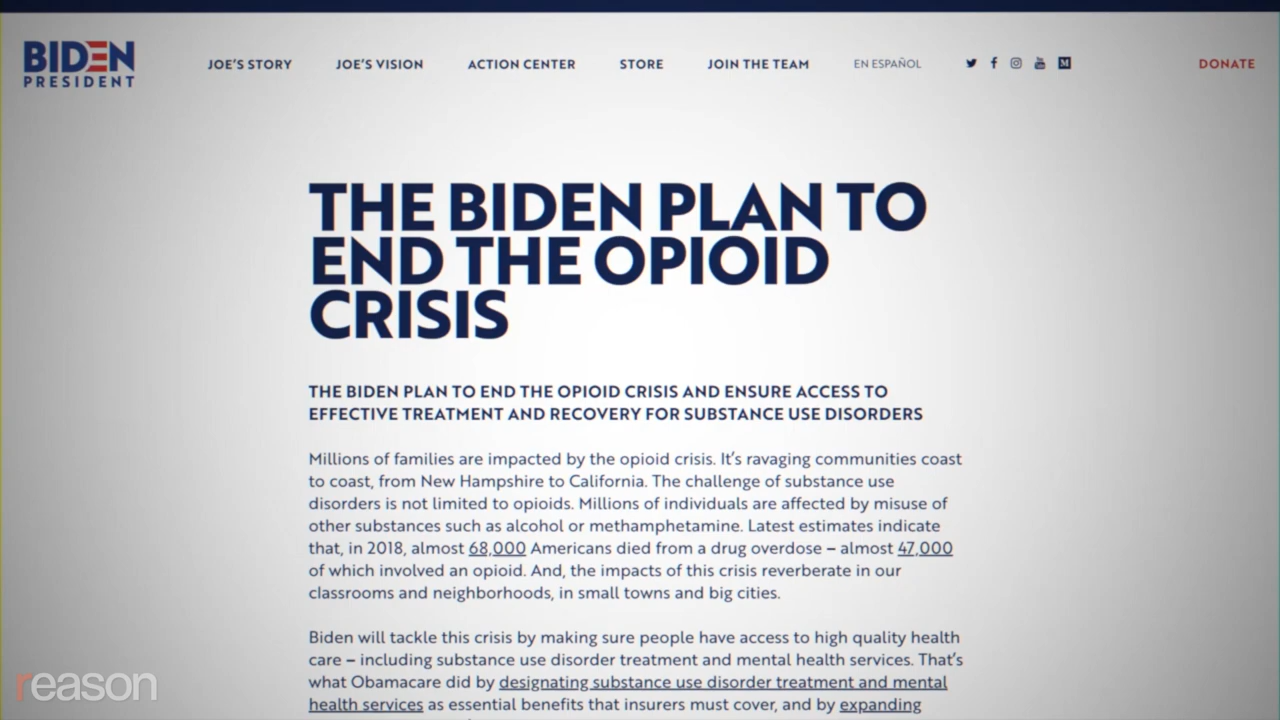 BIDEN
PRESIDENT
JOE'S STORY JOE'S VISION ACTION CENTER STORE JOIN THE TEAM EN ESPAÑOL DONATE
THE BIDEN PLAN TO
END THE OPIOID
CRISIS
THE BIDEN PLAN TO END THE OPIOID CRISIS AND ENSURE ACCESS TO
EFFECTIVE TREATMENT AND RECOVERY FOR SUBSTANCE USE DISORDERS
Millions of families are impacted by the opioid crisis. It's ravaging communities coast
to coast, from New Hampshire to California. The challenge of substance use
disorders is not limited to opioids. Millions of individuals are affected by misuse of
other substances such as alcohol or methamphetamine. Latest estimates indicate
that, in 2018, almost 68,000 Americans died from a drug overdose – almost 47,000
of which involved an opioid. And, the impacts of this crisis reverberate in our
classrooms and neighborhoods, in small towns and big cities.
Biden will tackle this crisis by making sure people have access to high quality health
care – including substance use disorder treatment and mental health services. That's
what Obamacare did by designating substance use disorder treatment and mental
health services as essential benefits that insurers must cover, and by expanding
reason